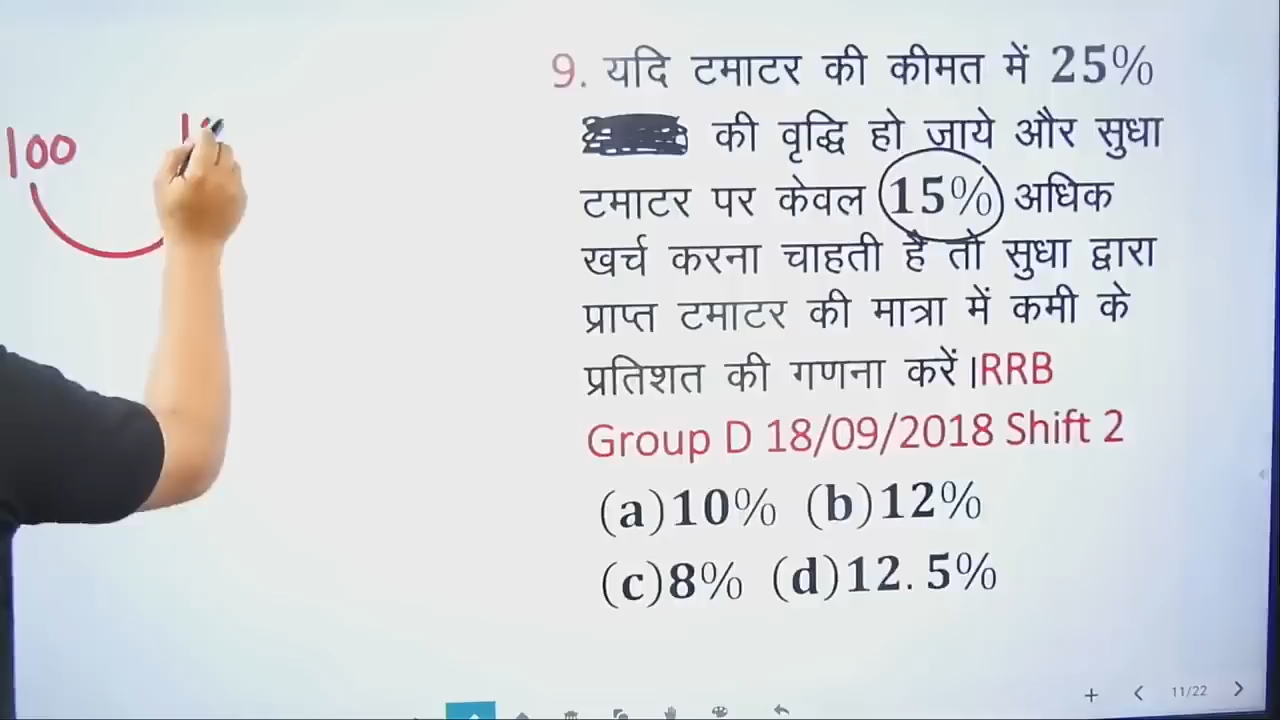 9. यदि टमाटर की कीमत में 25%
की वृद्धि हो जाये और सुधा
टमाटर पर केवल 15% अधिक
खर्च करना चाहती है तो सुधा द्वारा
प्राप्त टमाटर की मात्रा में कमी के
प्रतिशत की गणना करें।RRB
Group D 18/09/2018 Shift 2
(a)10% (b)12%
(c)8% (d)12.5%
100
11/22